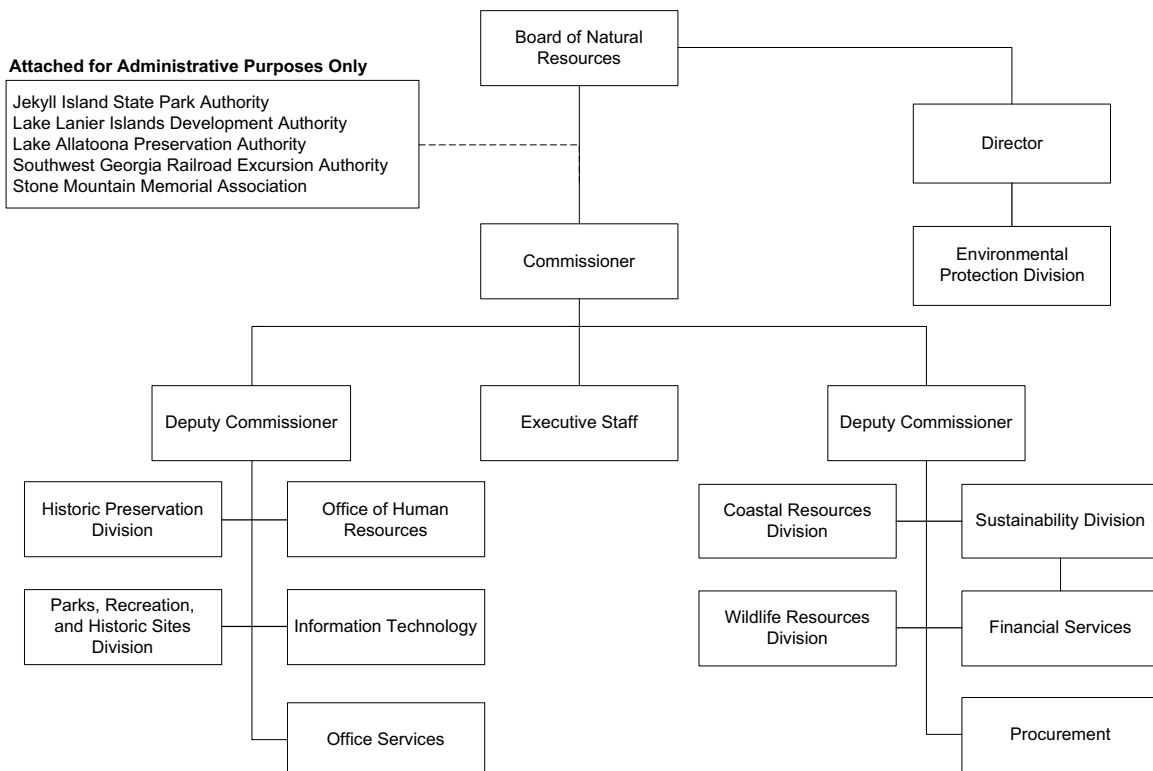 Board of Natural
Resources
Attached for Administrative Purposes Only
Jekyll Island State Park Authority
Lake Lanier Islands Development Authority
Lake Allatoona Preservation Authority
Southwest Georgia Railroad Excursion Authority
Stone Mountain Memorial Association
Director
Commissioner
Environmental
Protection Division
Deputy Commissioner
Executive Staff
Deputy Commissioner
Historic Preservation
Division
Office of Human
Resources
Coastal Resources
Division
Sustainability Division
Parks, Recreation,
and Historic Sites
Division
Information Technology
Wildlife Resources
Division
Financial Services
Office Services
Procurement